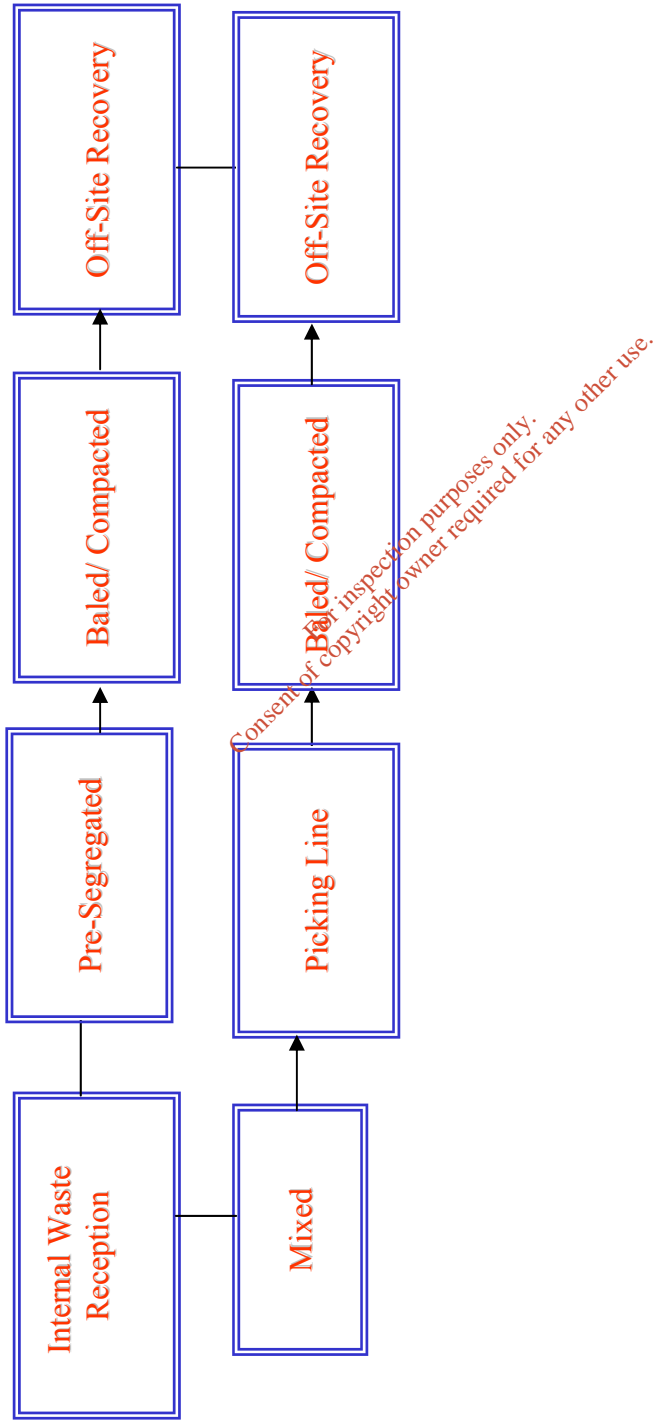 Internal Waste
Reception
Pre-Segregated
Baled/ Compacted
Off-Site Recovery
Mixed
Picking Line
Baled/ Compacted
Off-Site Recovery
For inspection purposes only.
Consent of copyright owner required for any other use.